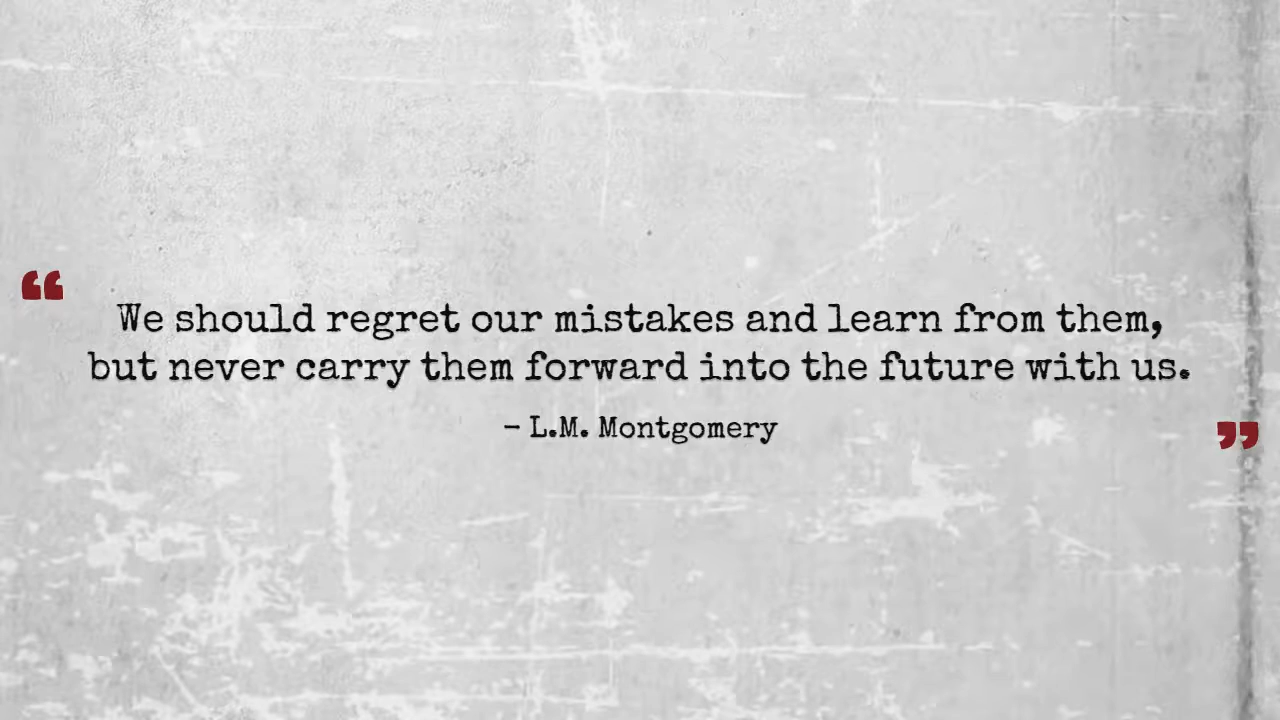 “
We should regret our mistakes and learn from them,
but never carry them forward into the future with us.
– L.M. Montgomery
”